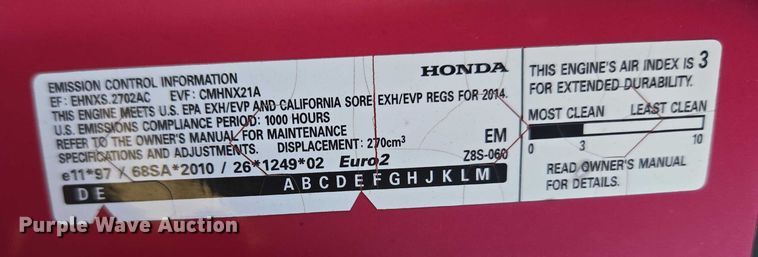 EMISSION CONTROL INFORMATION
HONDA
EF: EHNXS.2702AC EVF: CMHNX21A
THIS ENGINE MEETS U.S. EPA EXH/EVP AND CALIFORNIA SORE EXH/EVP REGS FOR 2014.
U.S. EMISSIONS COMPLIANCE PERIOD: 1000 HOURS
REFER TO THE OWNER'S MANUAL FOR MAINTENANCE
SPECIFICATIONS AND ADJUSTMENTS. DISPLACEMENT: 270cm³
EM
e11*97 / 68SA*2010 / 26*1249*02 Euro2
Z8S-060
D E
A B C D E F G H J K L M
THIS ENGINE'S AIR INDEX IS 3
FOR EXTENDED DURABILITY.
MOST CLEAN LEAST CLEAN
0 3 10
READ OWNER'S MANUAL
FOR DETAILS.
Purple Wave Auction